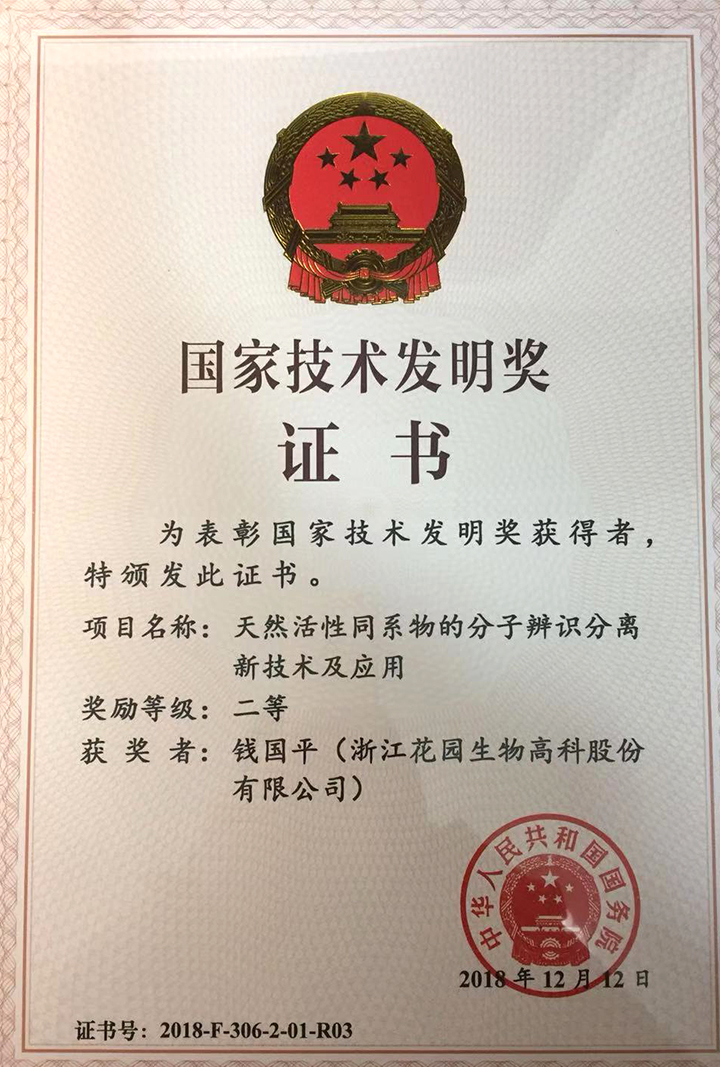 国家技术发明奖
证书
为表彰国家技术发明奖获得者，
特颁发此证书。
项目名称：天然活性同系物的分子辨识分离
新技术及应用
奖励等级：二等
获奖者：钱国平（浙江花园生物高科股份
有限公司）
中华人民共和国国务院
2018年12月12日
证书号：2018-F-306-2-01-R03